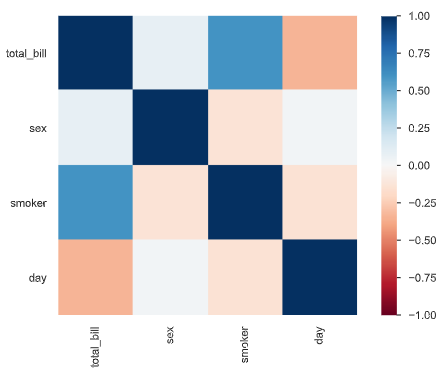 total_bill
sex
smoker
day
total_bill
sex
smoker
day
1.00
0.75
0.50
0.25
0.00
−0.25
−0.50
−0.75
−1.00